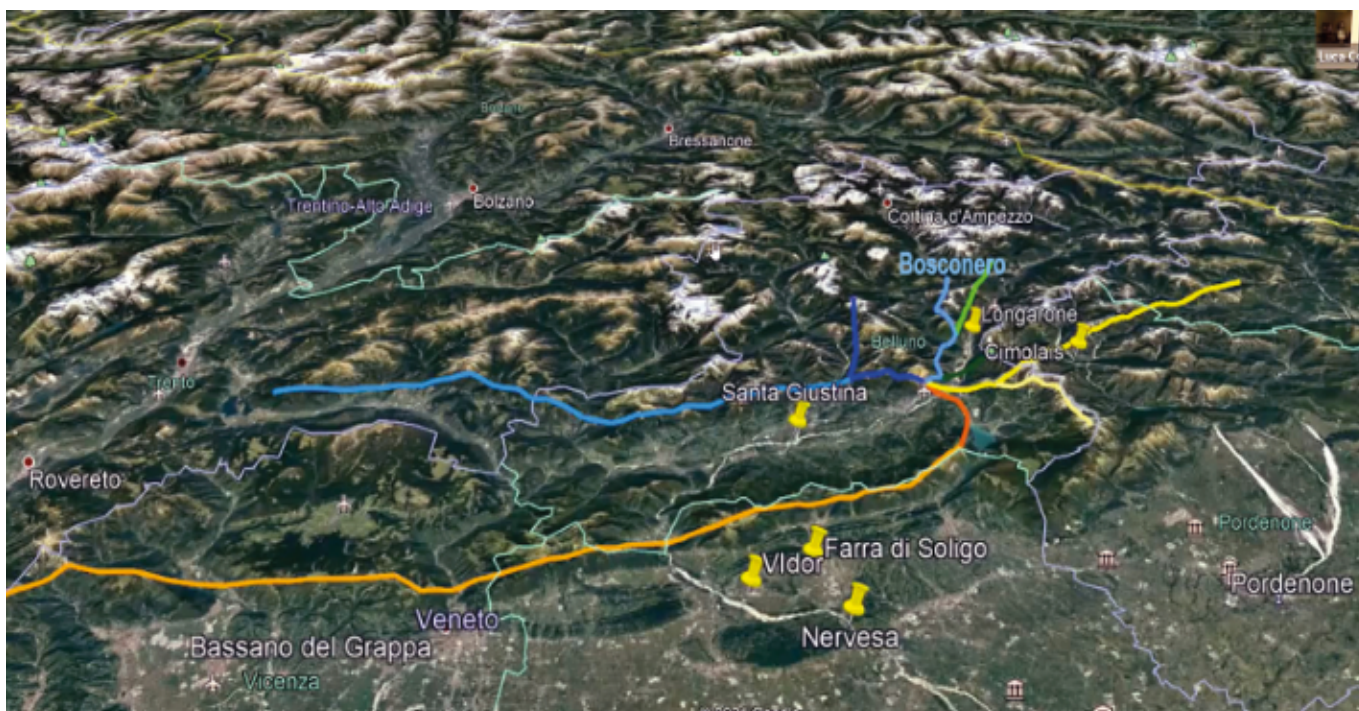 Luca C
Bressanone
Trentino-Alto Adige
Bolzano
Cortina d'Ampezzo
Bosconero
Longarone
Belluno
Cimolais
Trento
Santa Giustina
Rovereto
Pordenone
Farra di Soligo
VIdor
Pordenone
Veneto
Nervesa
Bassano del Grappa
Vicenza